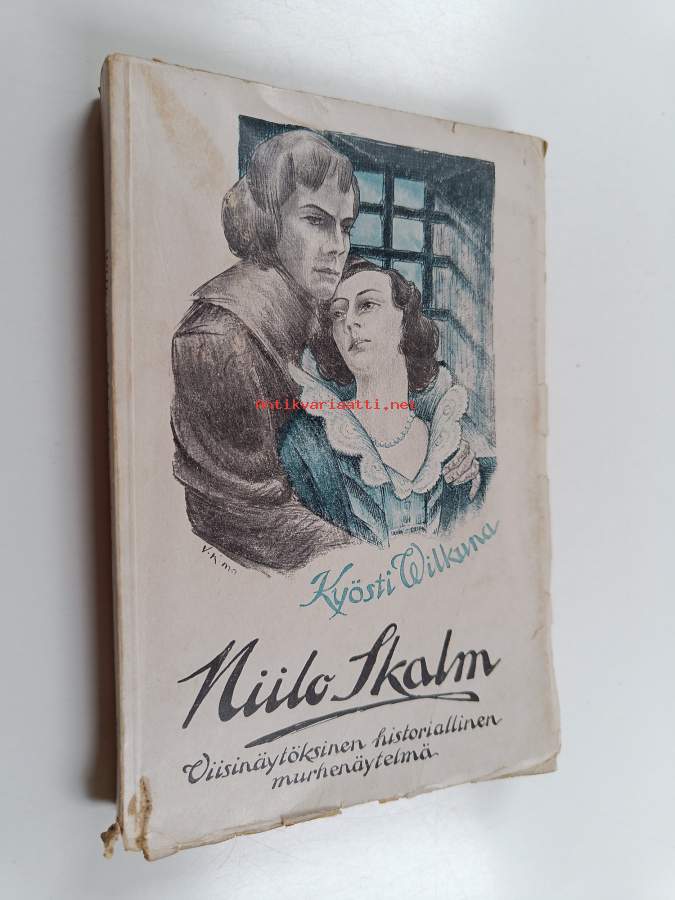 antikvariaatti.net
Kyösti Wilkuna
Niilo Skalm
Viisinäytöksinen historiallinen
murhenäytelmä